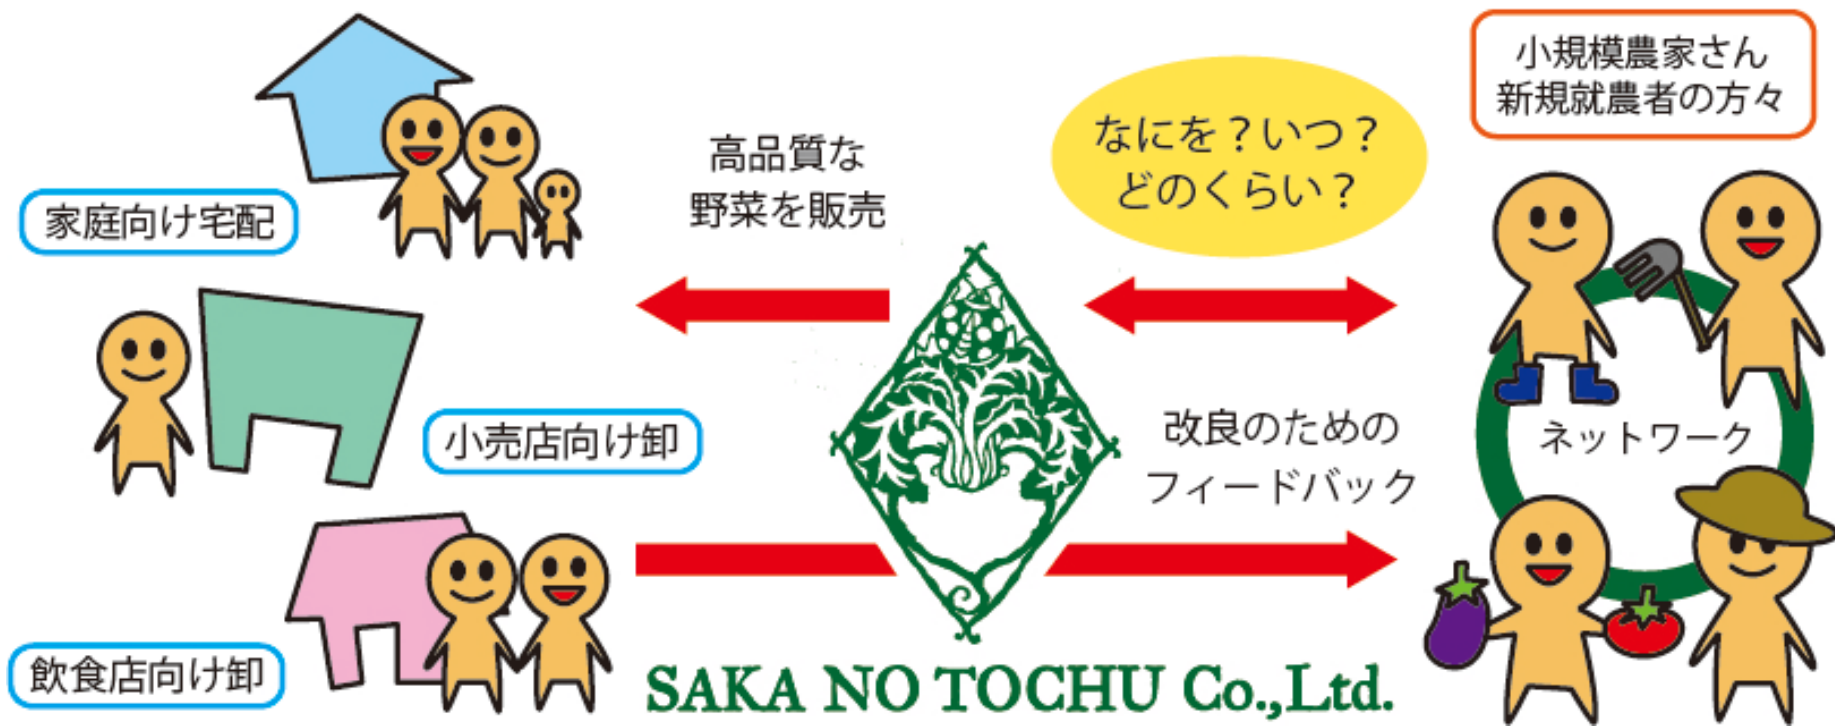 小規模農家さん
新規就農者の方々
なにを？いつ？
どのくらい？
高品質な
野菜を販売
家庭向け宅配
小売店向け卸
改良のための
フィードバック
ネットワーク
飲食店向け卸
SAKA NO TOCHU Co.,Ltd.